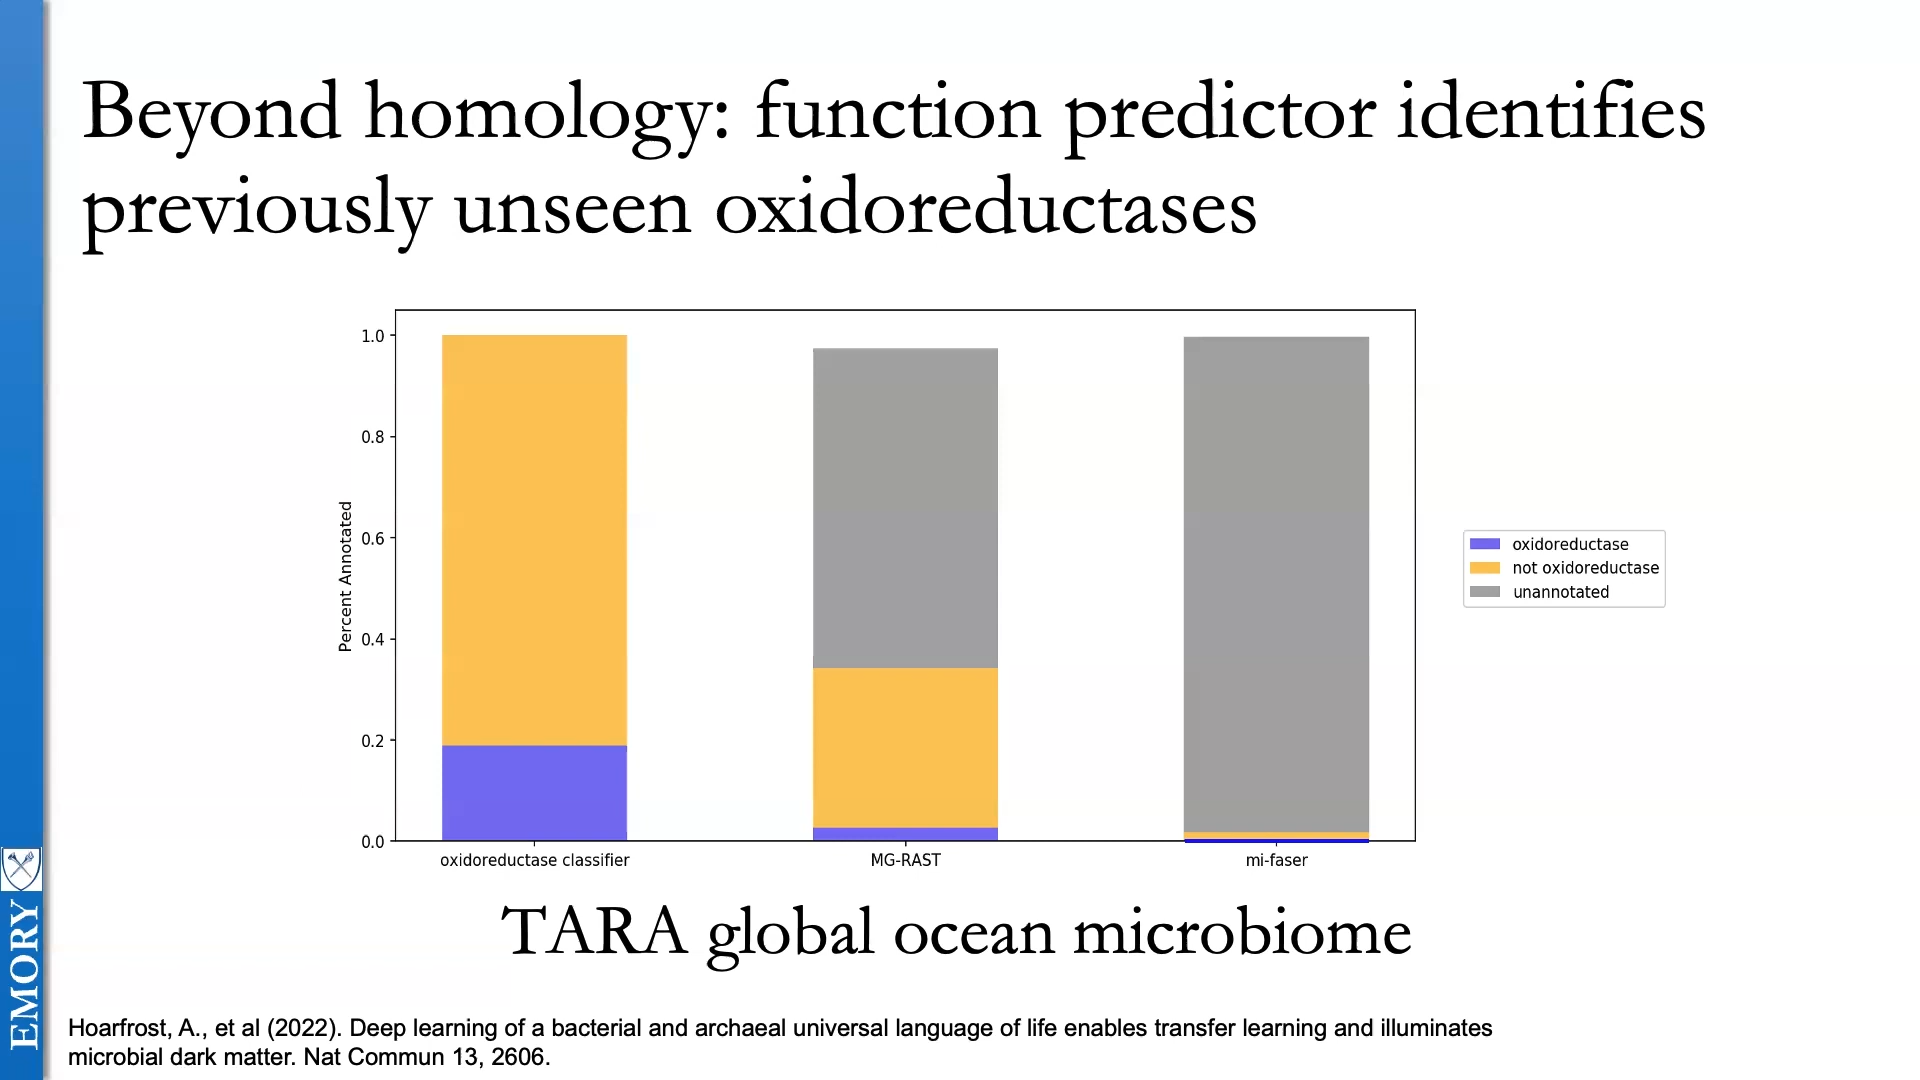 Beyond homology: function predictor identifies
previously unseen oxidoreductases
Percent Annotated
1.0
0.8
0.6
0.4
0.2
0.0
oxidoreductase classifier
MG-RAST
mi-faser
oxidoreductase
not oxidoreductase
unannotated
TARA global ocean microbiome
EMORY
Hoarfrost, A., et al (2022). Deep learning of a bacterial and archaeal universal language of life enables transfer learning and illuminates
microbial dark matter. Nat Commun 13, 2606.